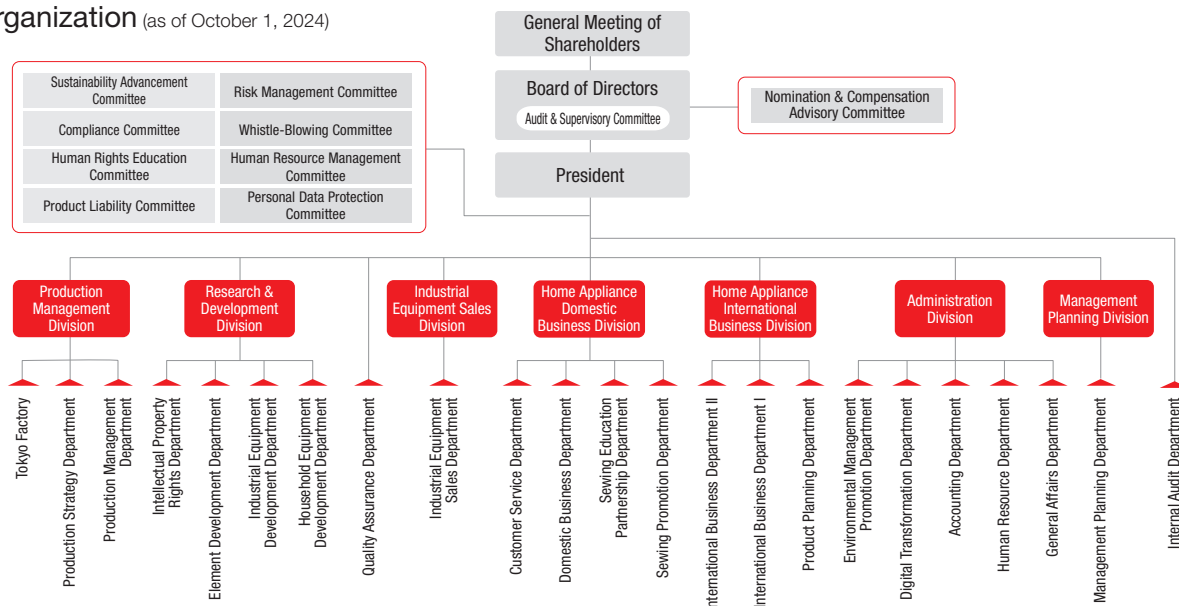 rganization (as of October 1, 2024)
General Meeting of
Shareholders
Board of Directors
Audit & Supervisory Committee
President
Nomination & Compensation
Advisory Committee
Sustainability Advancement
Committee
Risk Management Committee
Compliance Committee
Whistle-Blowing Committee
Human Rights Education
Committee
Human Resource Management
Committee
Product Liability Committee
Personal Data Protection
Committee
Production
Management
Division
Research &
Development
Division
Industrial
Equipment Sales
Division
Home Appliance
Domestic
Business Division
Home Appliance
International
Business Division
Administration
Division
Management
Planning Division
Tokyo Factory
Production Strategy Department
Production Management
Department
Intellectual Property
Rights Department
Element Development Department
Industrial Equipment
Development Department
Household Equipment
Development Department
Quality Assurance Department
Industrial Equipment
Sales Department
Customer Service Department
Domestic Business Department
Sewing Education
Partnership Department
Sewing Promotion Department
International Business Department II
International Business Department I
Product Planning Department
Environmental Management
Promotion Department
Digital Transformation Department
Accounting Department
Human Resource Department
General Affairs Department
Management Planning Department
Internal Audit Department